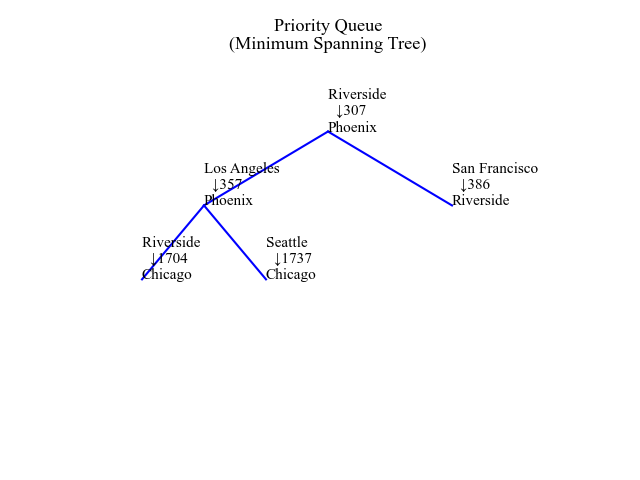 Priority Queue
(Minimum Spanning Tree)
Riverside
↓307
Phoenix
Los Angeles
↓357
Phoenix
San Francisco
↓386
Riverside
Riverside
↓1704
Chicago
Seattle
↓1737
Chicago